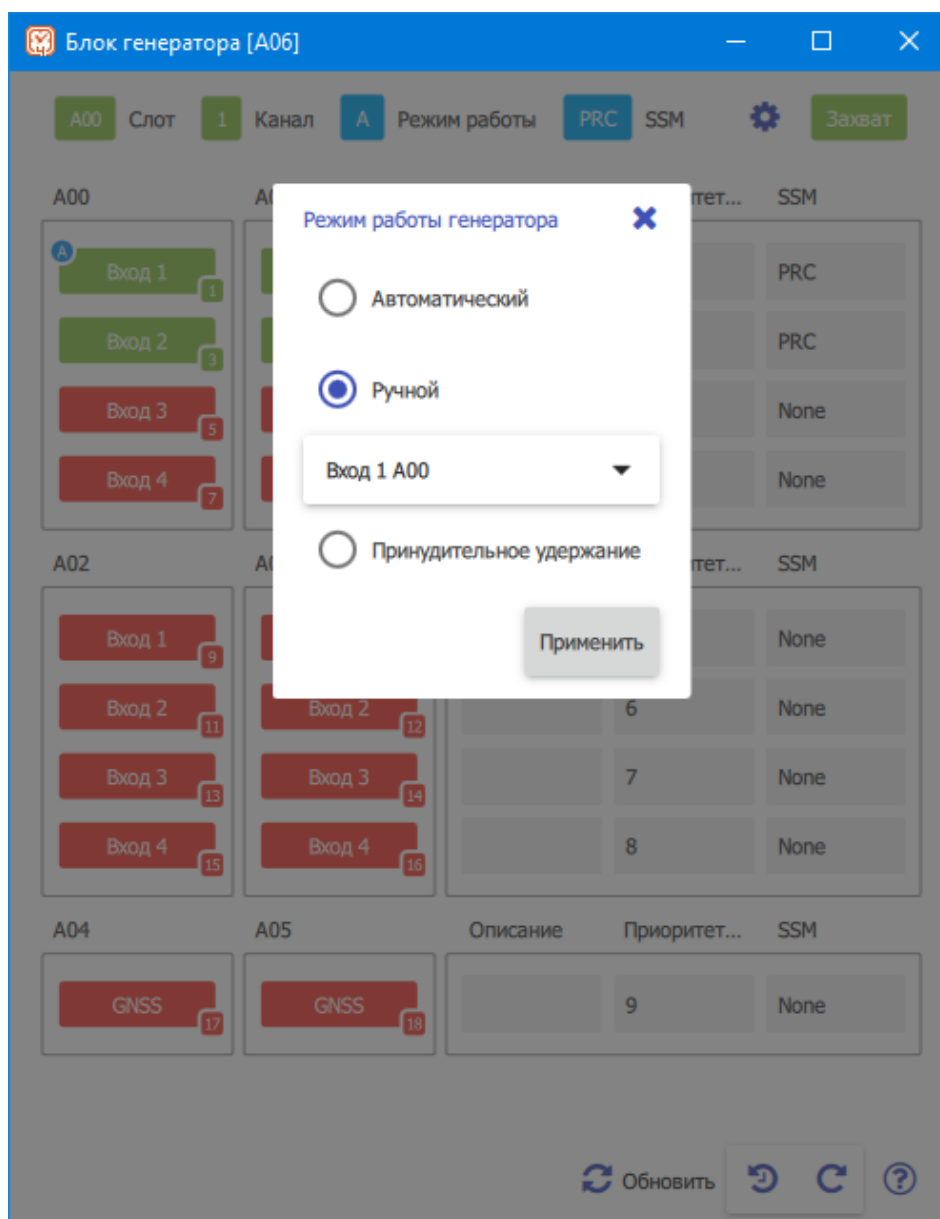 Блок генератора [A06]
A00 Слот 1 Канал A Режим работы PRC SSM Захват
A00 SSM
Режим работы генератора
A
Вход 1 1 PRC
Автоматический
Вход 2 3 PRC
Ручной
Вход 3 5 None
Вход 1 A00
Вход 4 7 None
Принудительное удержание
A02 SSM
Вход 1 9 None
Применить
Вход 2 11 Вход 2 12 6 None
Вход 3 13 Вход 3 14 7 None
Вход 4 15 Вход 4 16 8 None
A04 A05 Описание Приоритет... SSM
GNSS 17 GNSS 18 9 None
Обновить